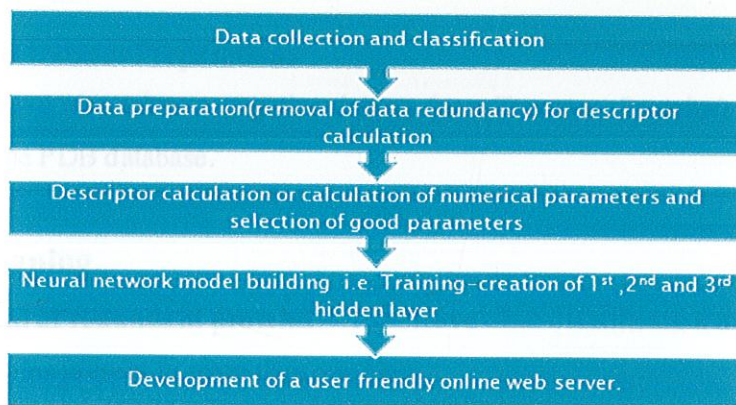 Data collection and classification
Data preparation(removal of data redundancy) for descriptor
calculation
PDB database.
Descriptor calculation or calculation of numerical parameters and
selection of good parameters
Neural network model building i.e. Training-creation of 1st ,2nd and 3rd
hidden layer
Development of a user friendly online web server.